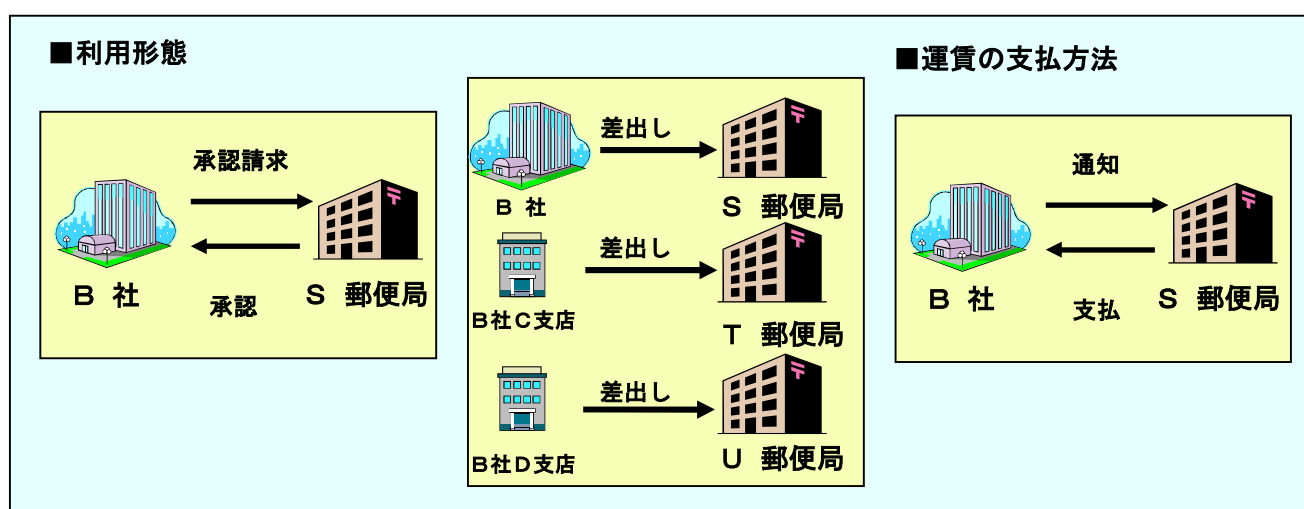 ■利用形態
承認請求
B 社
S 郵便局
承認
差出し
B 社
S 郵便局
差出し
B社C支店
T 郵便局
差出し
B社D支店
U 郵便局
■運賃の支払方法
通知
B 社
S 郵便局
支払